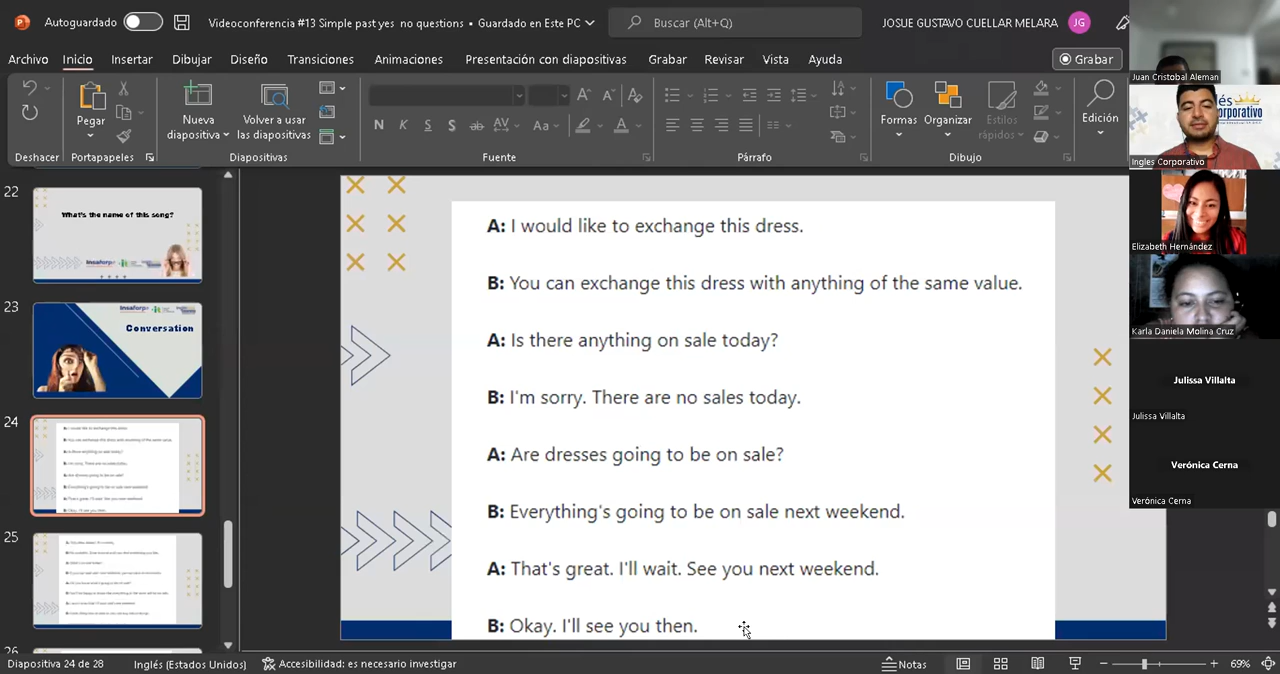 Autoguardado
Videoconferencia #13 Simple past yes no questions • Guardado en Este PC
Buscar (Alt+Q)
JOSUE GUSTAVO CUELLAR MELARA
JG
Archivo Inicio Insertar Dibujar Diseño Transiciones Animaciones Presentación con diapositivas Grabar Revisar Vista Ayuda
Grabar
Pegar
Nueva diapositiva
Volver a usar las diapositivas
N K S S ab AV Aa A
Formas
Organizar
Estilos rápidos
Edición
Deshacer Portapapeles Diapositivas Fuente Párrafo Dibujo
22
What's the name of this song?
insaforp
23
insaforp
Conversation
24
25
26
A: I would like to exchange this dress.
B: You can exchange this dress with anything of the same value.
A: Is there anything on sale today?
B: I'm sorry. There are no sales today.
A: Are dresses going to be on sale?
B: Everything's going to be on sale next weekend.
A: That's great. I'll wait. See you next weekend.
B: Okay. I'll see you then.
Juan Cristobal Aleman
Ingles Corporativo
Elizabeth Hernández
Karla Daniela Molina Cruz
Julissa Villalta
Julissa Villalta
Verónica Cerna
Verónica Cerna
Diapositiva 24 de 28
Inglés (Estados Unidos)
Accesibilidad: es necesario investigar
Notas
69%